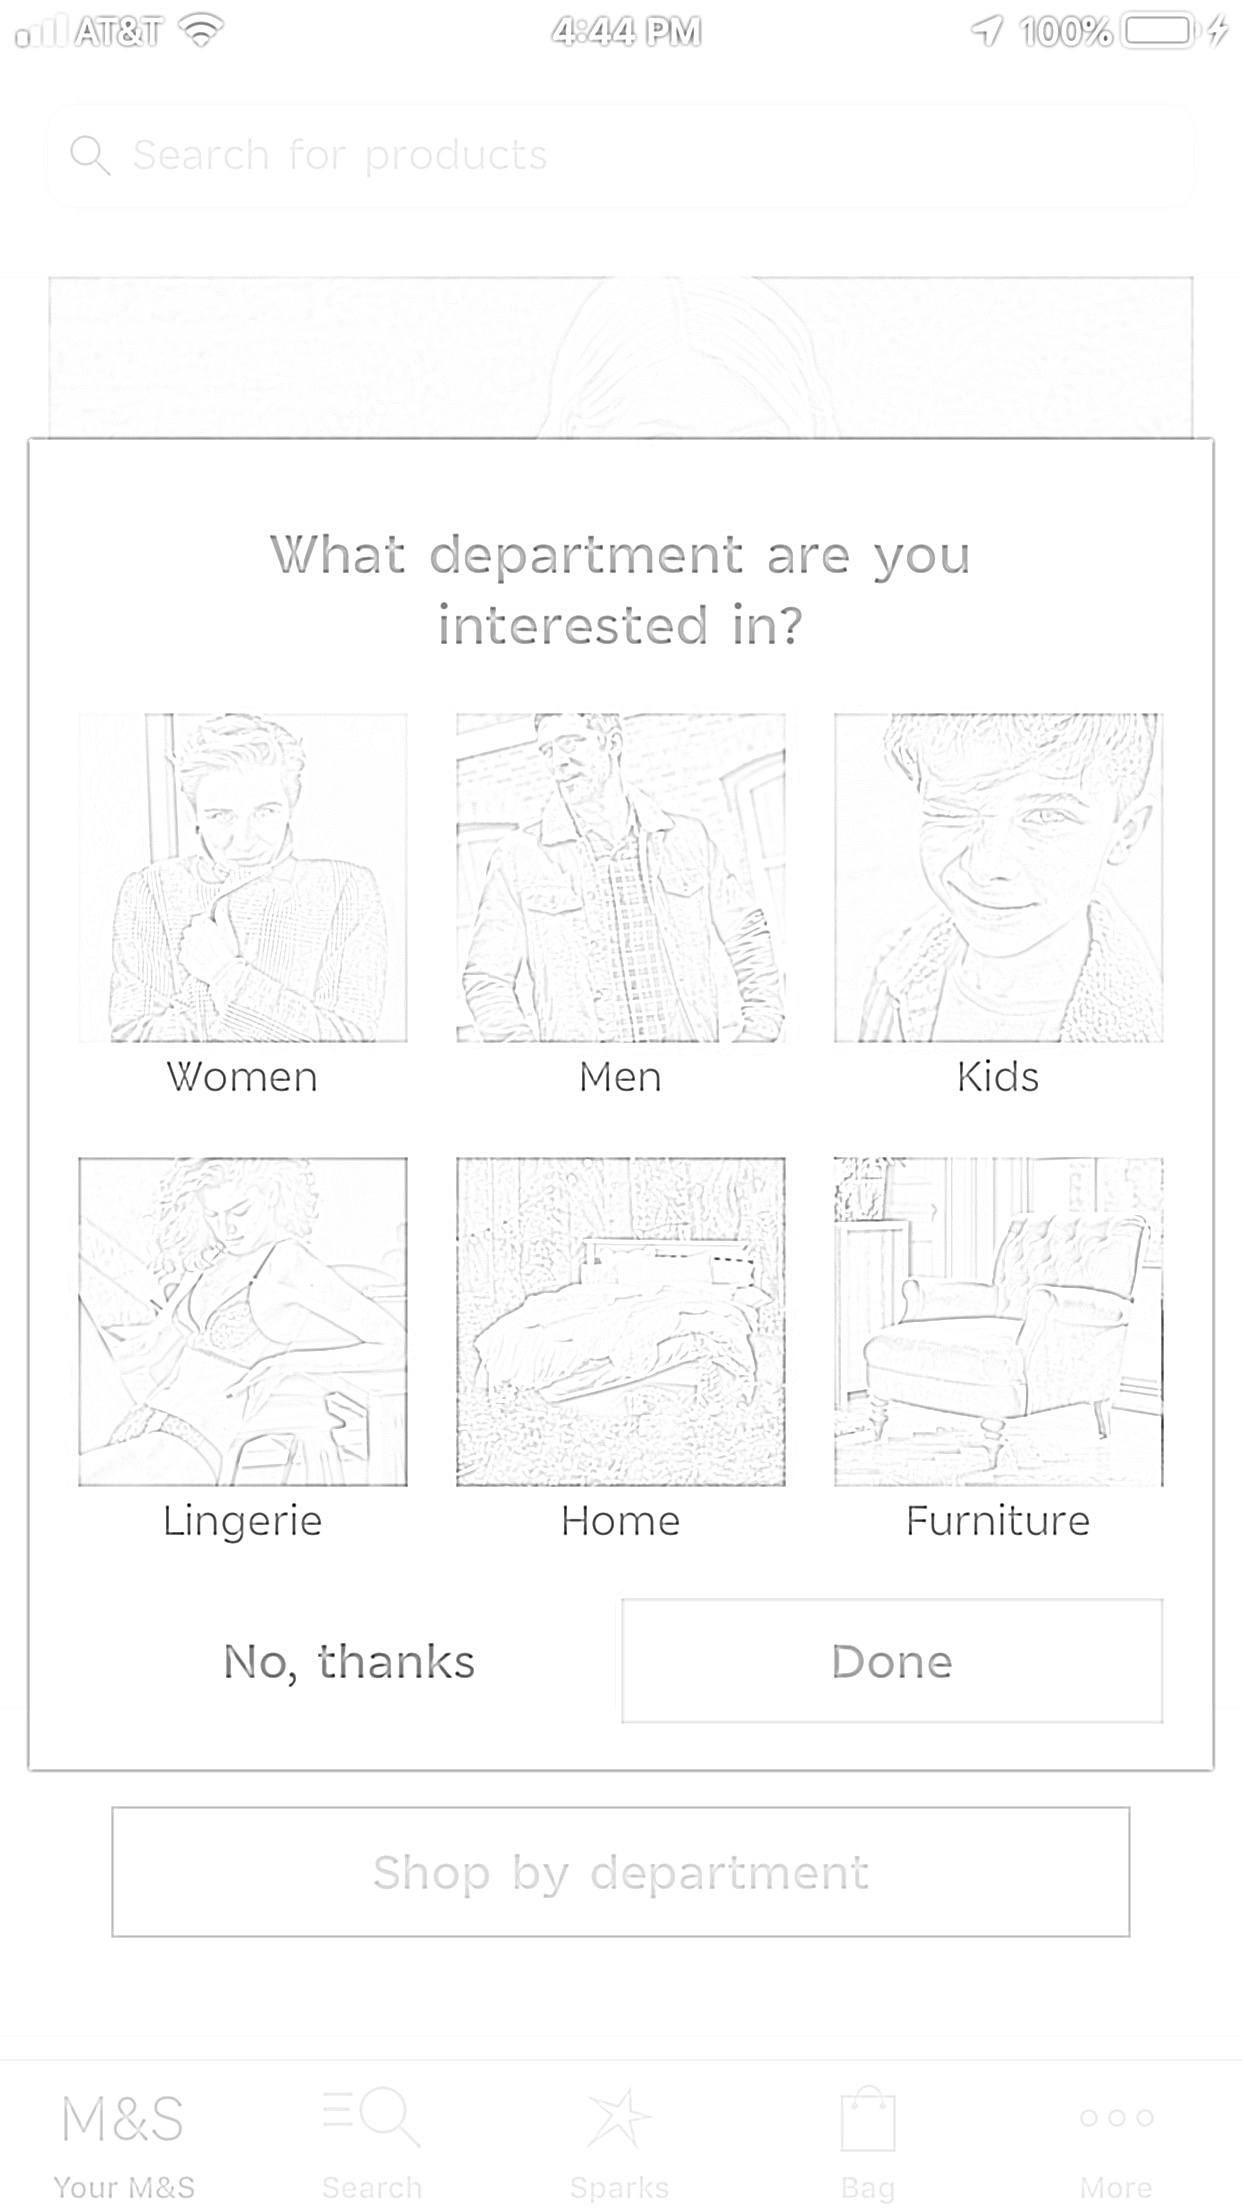 AT&T 4:44 PM 100%
Search for products
What department are you
interested in?
Women Men Kids
Lingerie Home Furniture
No, thanks Done
Shop by department
M&S
Your M&S Search Sparks Bag More